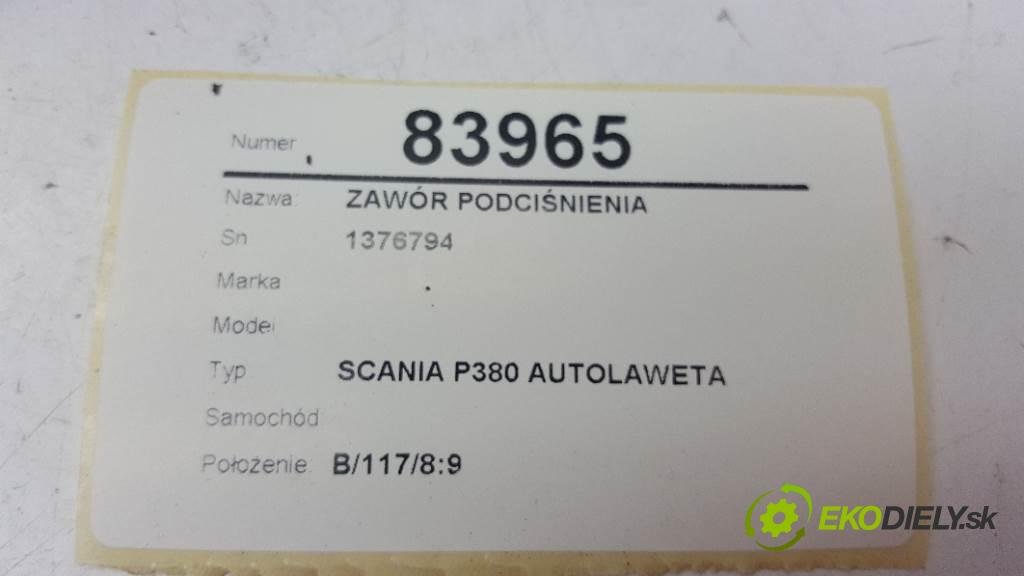 Numer 83965
Nazwa: ZAWÓR PODCIŚNIENIA
Sn 1376794
Marka
Model
Typ SCANIA P380 AUTOLAWETA
Samochód
Położenie: B/117/8:9
EKODIELY.sk